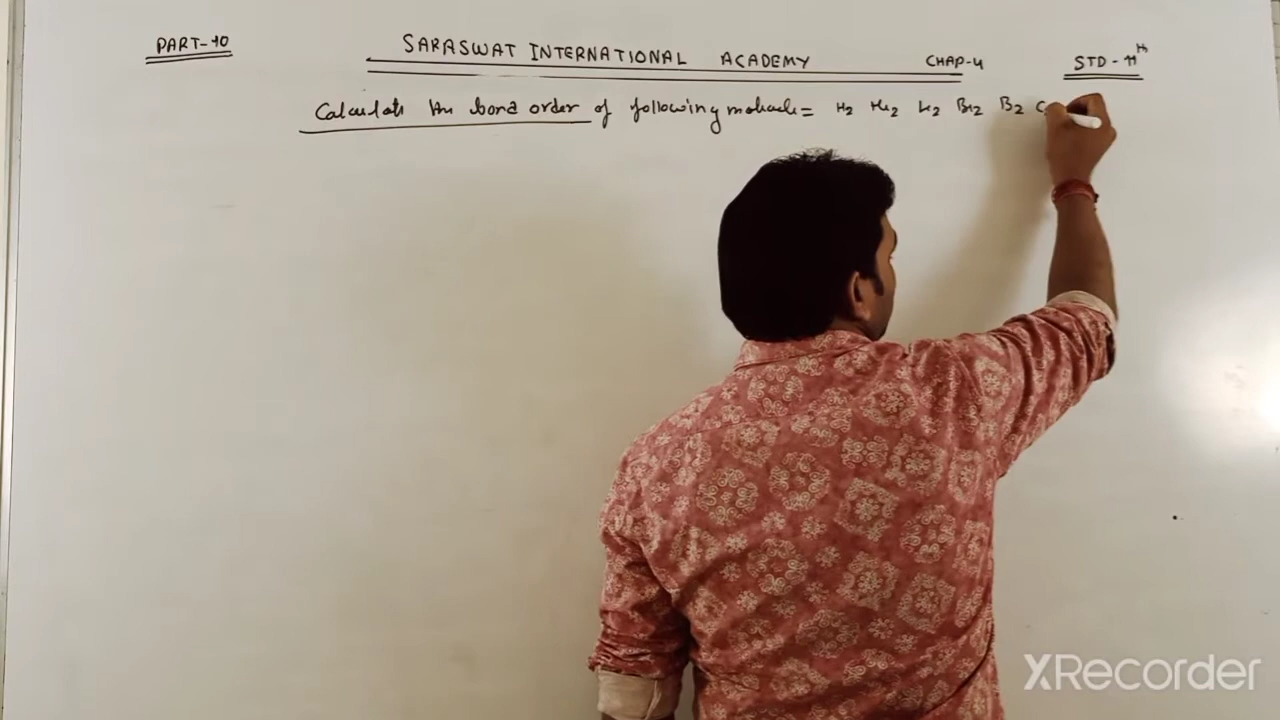 PART-10 SARASWAT INTERNATIONAL ACADEMY CHAP-4 STD-11th
Calculate the bond order of following molecule = H2 He2 Li2 Be2 B2 C
XRecorder